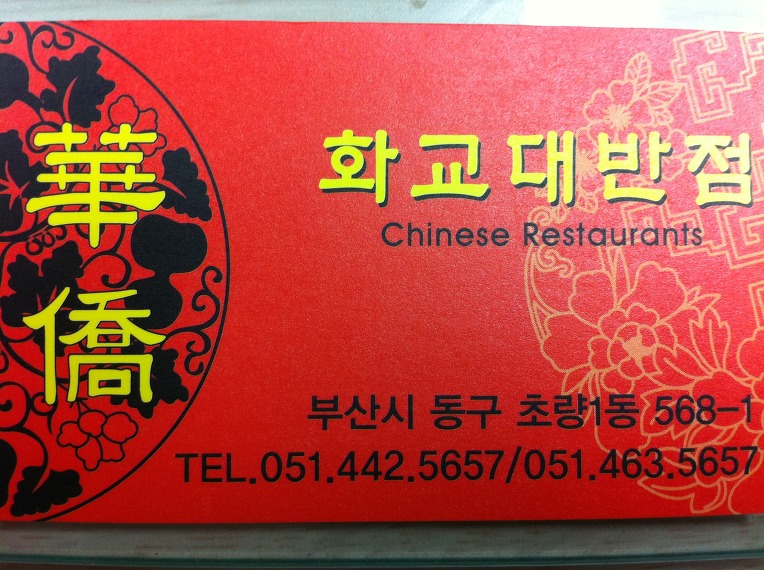 華僑
화교대반점
Chinese Restaurants
부산시 동구 초량1동 568-1
TEL.051.442.5657/051.463.5657